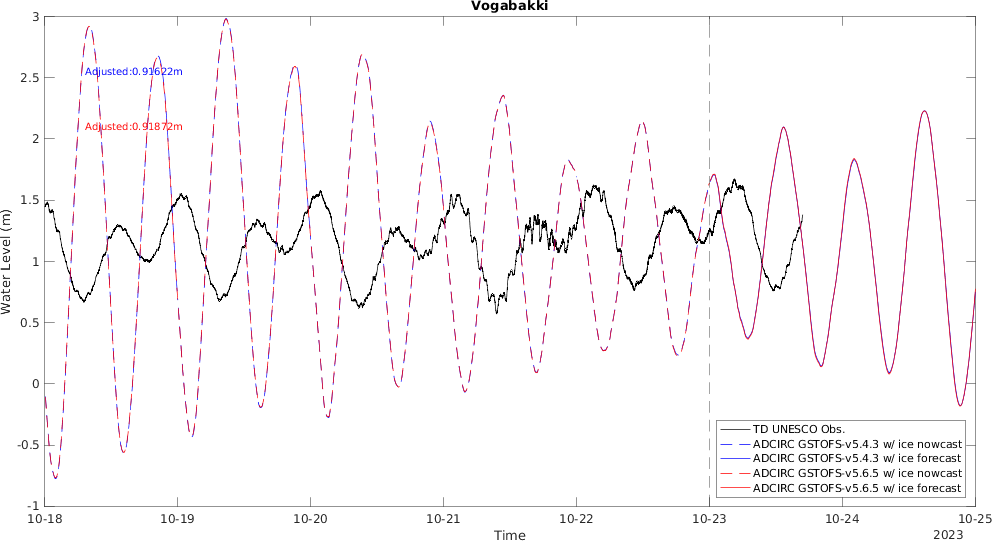 Vogabakki
3
2.5
2
1.5
1
0.5
0
-0.5
-1
Water Level (m)
Adjusted:0.91622m
Adjusted:0.91872m
TD UNESCO Obs.
ADCIRC GSTOFS-v5.4.3 w/ ice nowcast
ADCIRC GSTOFS-v5.4.3 w/ ice forecast
ADCIRC GSTOFS-v5.6.5 w/ ice nowcast
ADCIRC GSTOFS-v5.6.5 w/ ice forecast
10-18 10-19 10-20 10-21 10-22 10-23 10-24 10-25
Time
2023